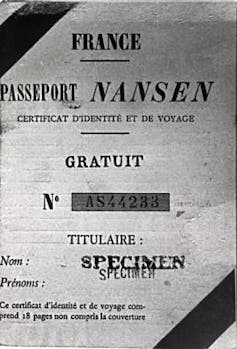 FRANCE
PASSEPORT NANSEN
CERTIFICAT D'IDENTITÉ ET DE VOYAGE
GRATUIT
No AS44233
TITULAIRE :
Nom : SPECIMEN
SPECIMEN
Prénoms :
Ce certificat d'identité et de voyage com-
prend 18 pages non compris la couverture